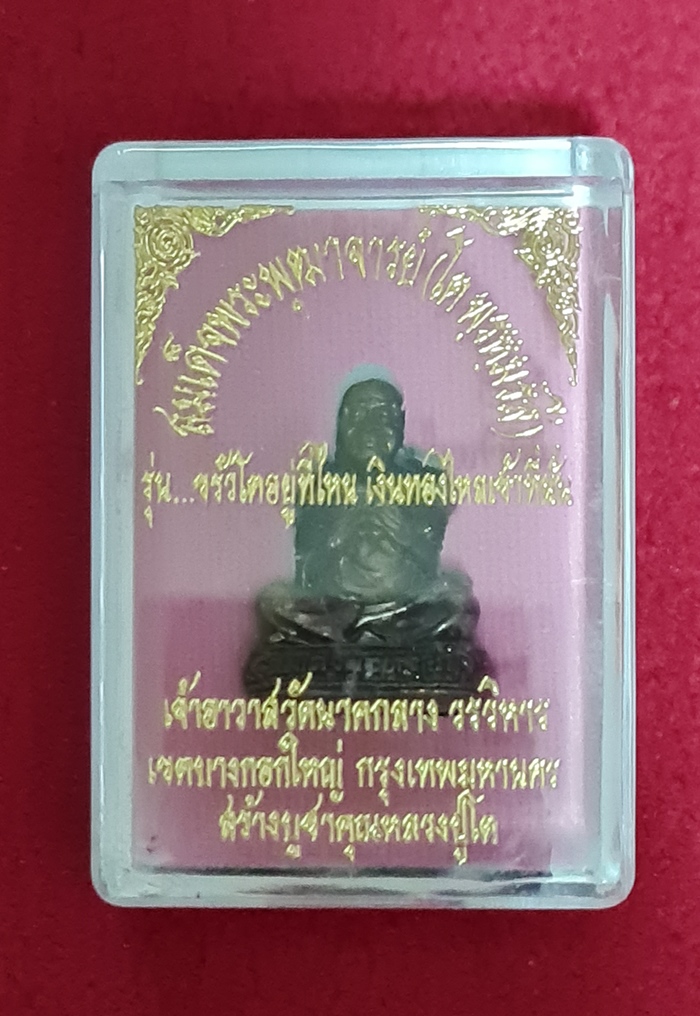 สมเด็จพระพุฒาจารย์ (โต พรหมรังสี)
รุ่น...ขรัวโตอยู่ที่ไหน เงินทองไหลเข้าที่นั่น
เจ้าอาวาสวัดนาคกลาง วรวิหาร
เขตบางกอกใหญ่ กรุงเทพมหานคร
สร้างบูชาคุณหลวงปู่โต